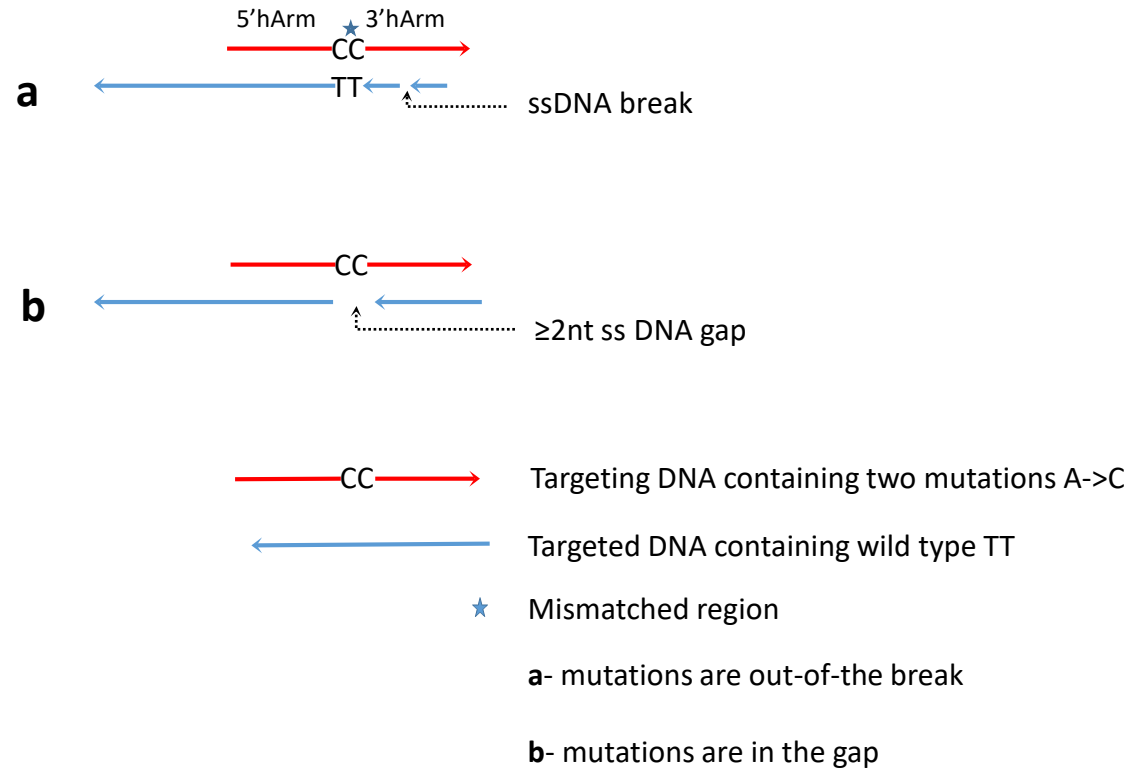 5’hArm 3’hArm
CC
a
TT
ssDNA break
CC
b
≥2nt ss DNA gap
CC Targeting DNA containing two mutations A->C
Targeted DNA containing wild type TT
Mismatched region
a- mutations are out-of-the break
b- mutations are in the gap